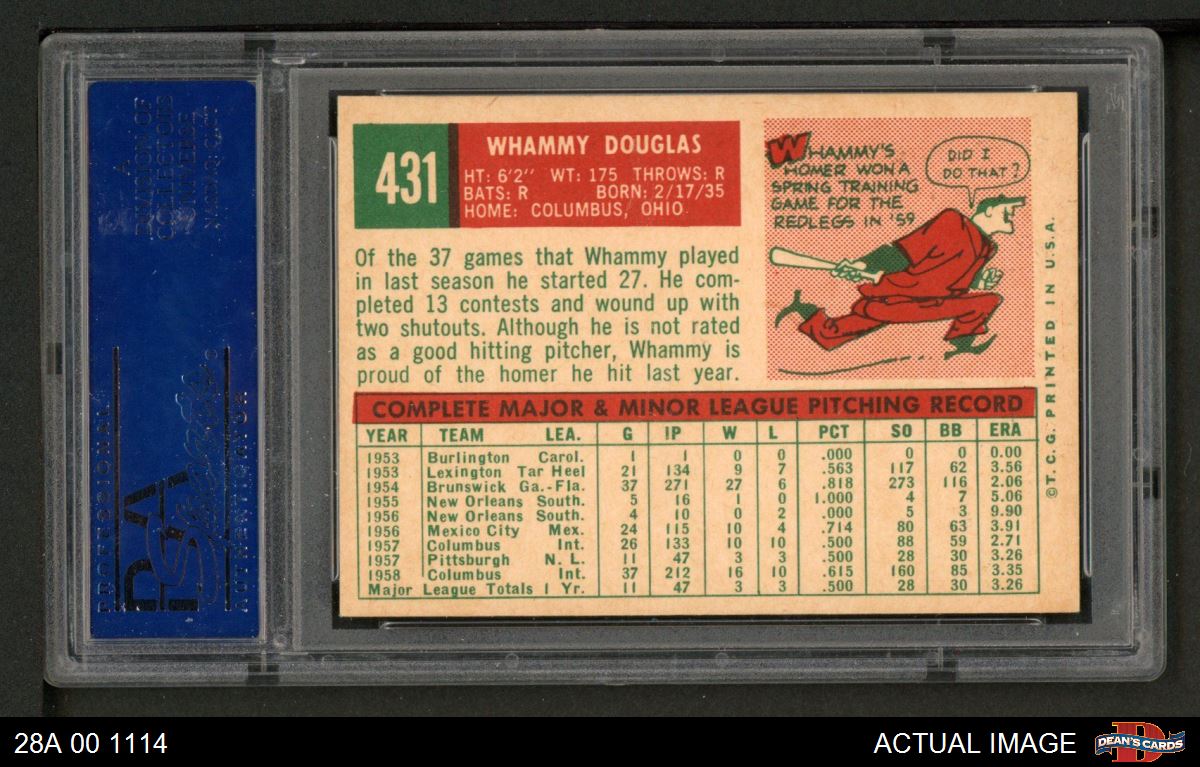 A
DIVISION OF
COLLECTORS
UNIVERSE
NASDAQ: CLCT
PROFESSIONAL
PSA
AUTHENTICATOR
431
WHAMMY DOUGLAS
HT: 6'2" WT: 175 THROWS: R
BATS: R BORN: 2/17/35
HOME: COLUMBUS, OHIO
Of the 37 games that Whammy played
in last season he started 27. He com-
pleted 13 contests and wound up with
two shutouts. Although he is not rated
as a good hitting pitcher, Whammy is
proud of the homer he hit last year.
WHAMMY'S
HOMER WON A
SPRING TRAINING
GAME FOR THE
REDLEGS IN '59
DID I
DO THAT?
COMPLETE MAJOR & MINOR LEAGUE PITCHING RECORD
YEAR TEAM LEA. G IP W L PCT SO BB ERA
1953 Burlington Carol. 1 1 0 0 .000 0 0 0.00
1953 Lexington Tar Heel 21 134 9 7 .563 117 62 3.56
1954 Brunswick Ga.-Fla. 37 271 27 6 .818 273 116 2.06
1955 New Orleans South. 5 16 1 0 1.000 4 7 5.06
1956 New Orleans South. 4 10 0 2 .000 5 3 9.90
1956 Mexico City Mex. 24 115 10 4 .714 80 63 3.91
1957 Columbus Int. 26 133 10 10 .500 88 59 2.71
1957 Pittsburgh N. L. 11 47 3 3 .500 28 30 3.26
1958 Columbus Int. 37 212 16 10 .615 160 85 3.35
Major League Totals 1 Yr. 11 47 3 3 .500 28 30 3.26
© T. C. G. PRINTED IN U.S.A.
28A 00 1114
ACTUAL IMAGE
D
DEAN'S CARDS